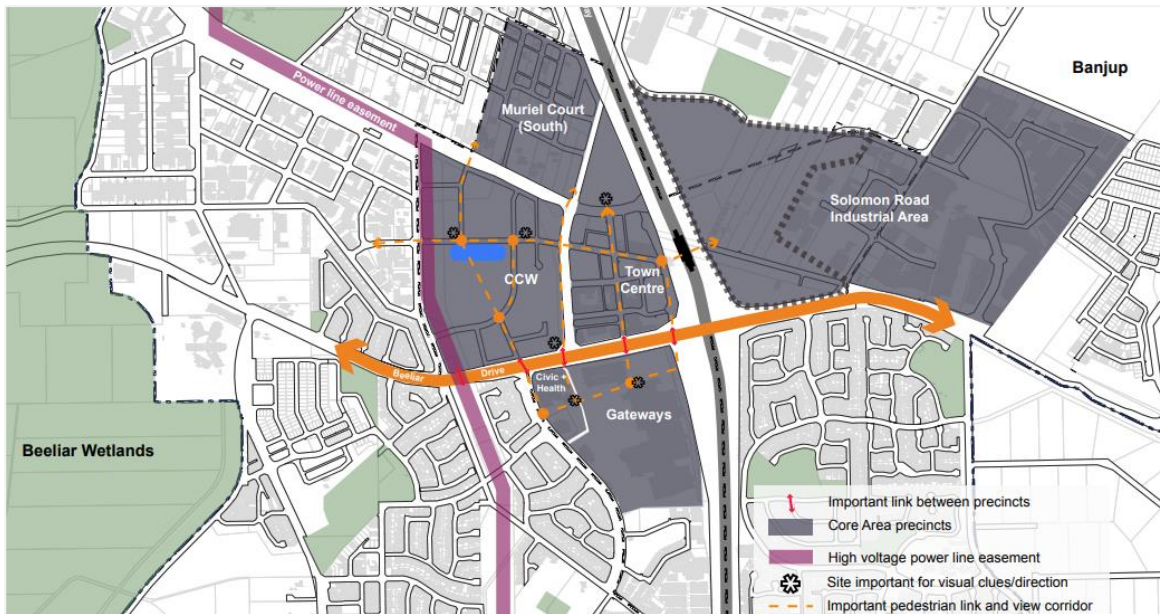 Power line easement
Muriel Court
(South)
Banjup
Solomon Road
Industrial Area
CCW
Town
Centre
Beeliar
Drive
Civic +
Health
Gateways
Beeliar Wetlands
Important link between precincts
Core Area precincts
High voltage power line easement
Site important for visual clues/direction
Important pedestrian link and view corridor